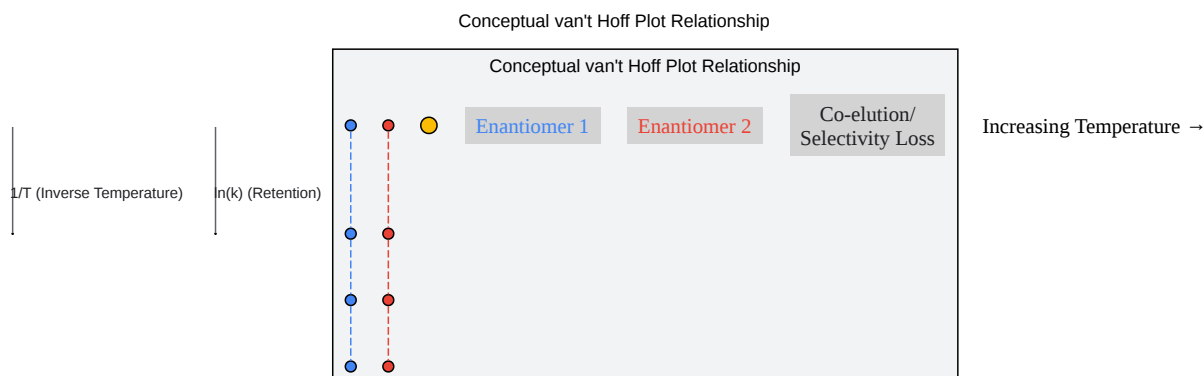 Conceptual van't Hoff Plot Relationship
Conceptual van't Hoff Plot Relationship
Enantiomer 1
Enantiomer 2
Co-elution/
Selectivity Loss
Increasing Temperature →
1/T (Inverse Temperature)
ln(k) (Retention)